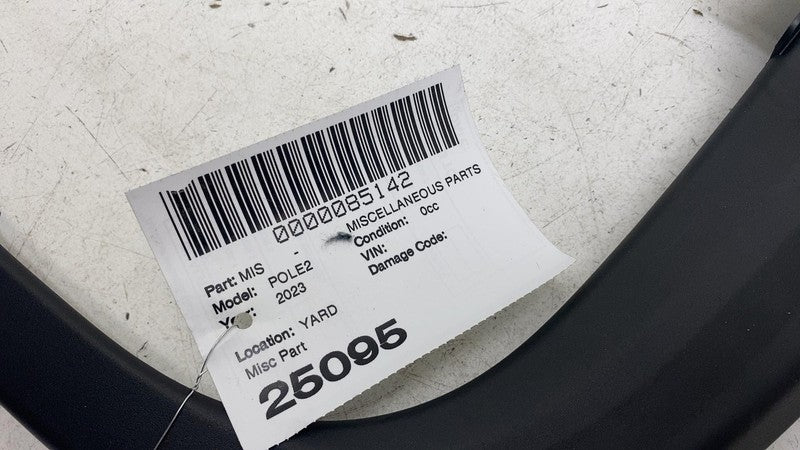 0000085142
Part: MIS - MISCELLANEOUS PARTS
Model: POLE2 Condition: 0cc
Year: 2023 VIN:
Damage Code:
Location: YARD
Misc Part
25095